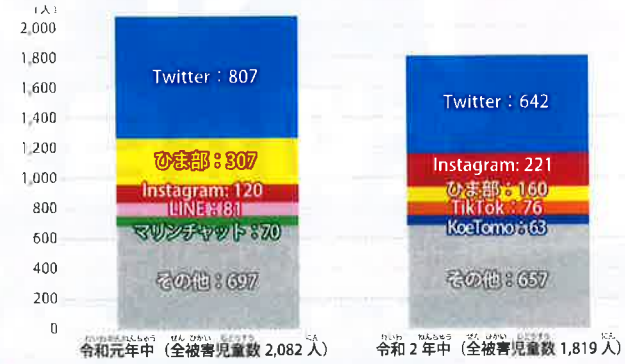 （人）
2,000
1,800
1,600
1,400
1,200
1,000
800
600
400
200
0
Twitter：807
ひま部：307
Instagram: 120
LINE：81
マリンチャット：70
その他：697
Twitter：642
Instagram: 221
ひま部：160
TikTok：76
KoeTomo：63
その他：657
令和元年中（全被害児童数 2,082 人）
令和 2 年中（全被害児童数 1,819 人）